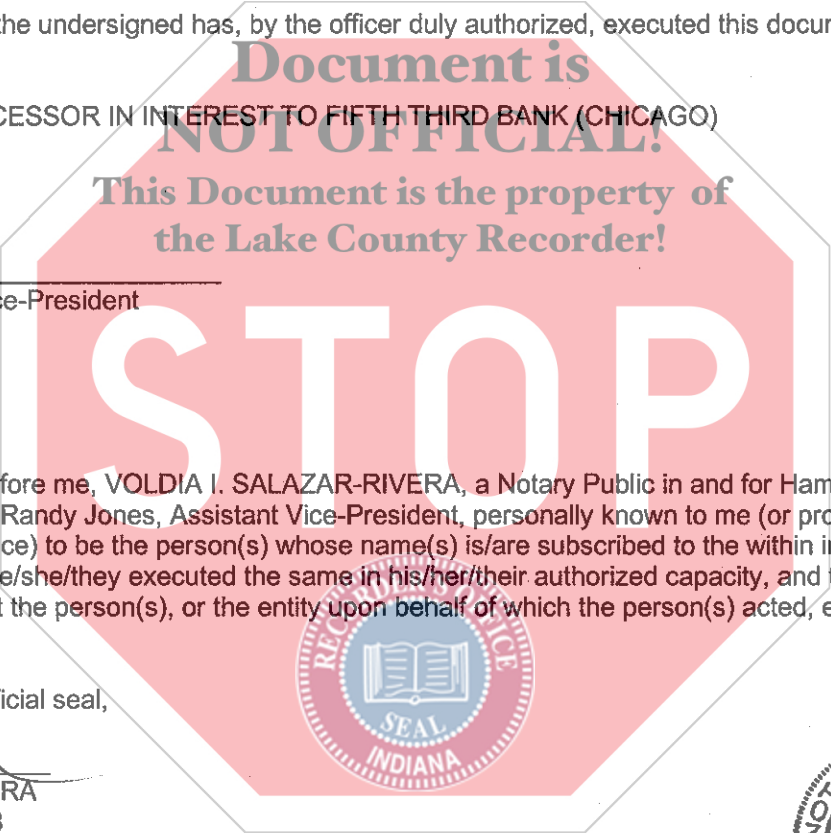 the undersigned has, by the officer duly authorized, executed this docu
Document is
CESSOR IN INTEREST TO FIFTH THIRD BANK (CHICAGO)
NOT OFFICIAL!
This Document is the property of
the Lake County Recorder!
ce-President
STOP
fore me, VOLDIA I. SALAZAR-RIVERA, a Notary Public in and for Ham
Randy Jones, Assistant Vice-President, personally known to me (or pro
ce) to be the person(s) whose name(s) is/are subscribed to the within i
e/she/they executed the same in his/her/their authorized capacity, and
t the person(s), or the entity upon behalf of which the person(s) acted, e
RECORDER'S OFFICE
SEAL
INDIANA
ficial seal,
RA